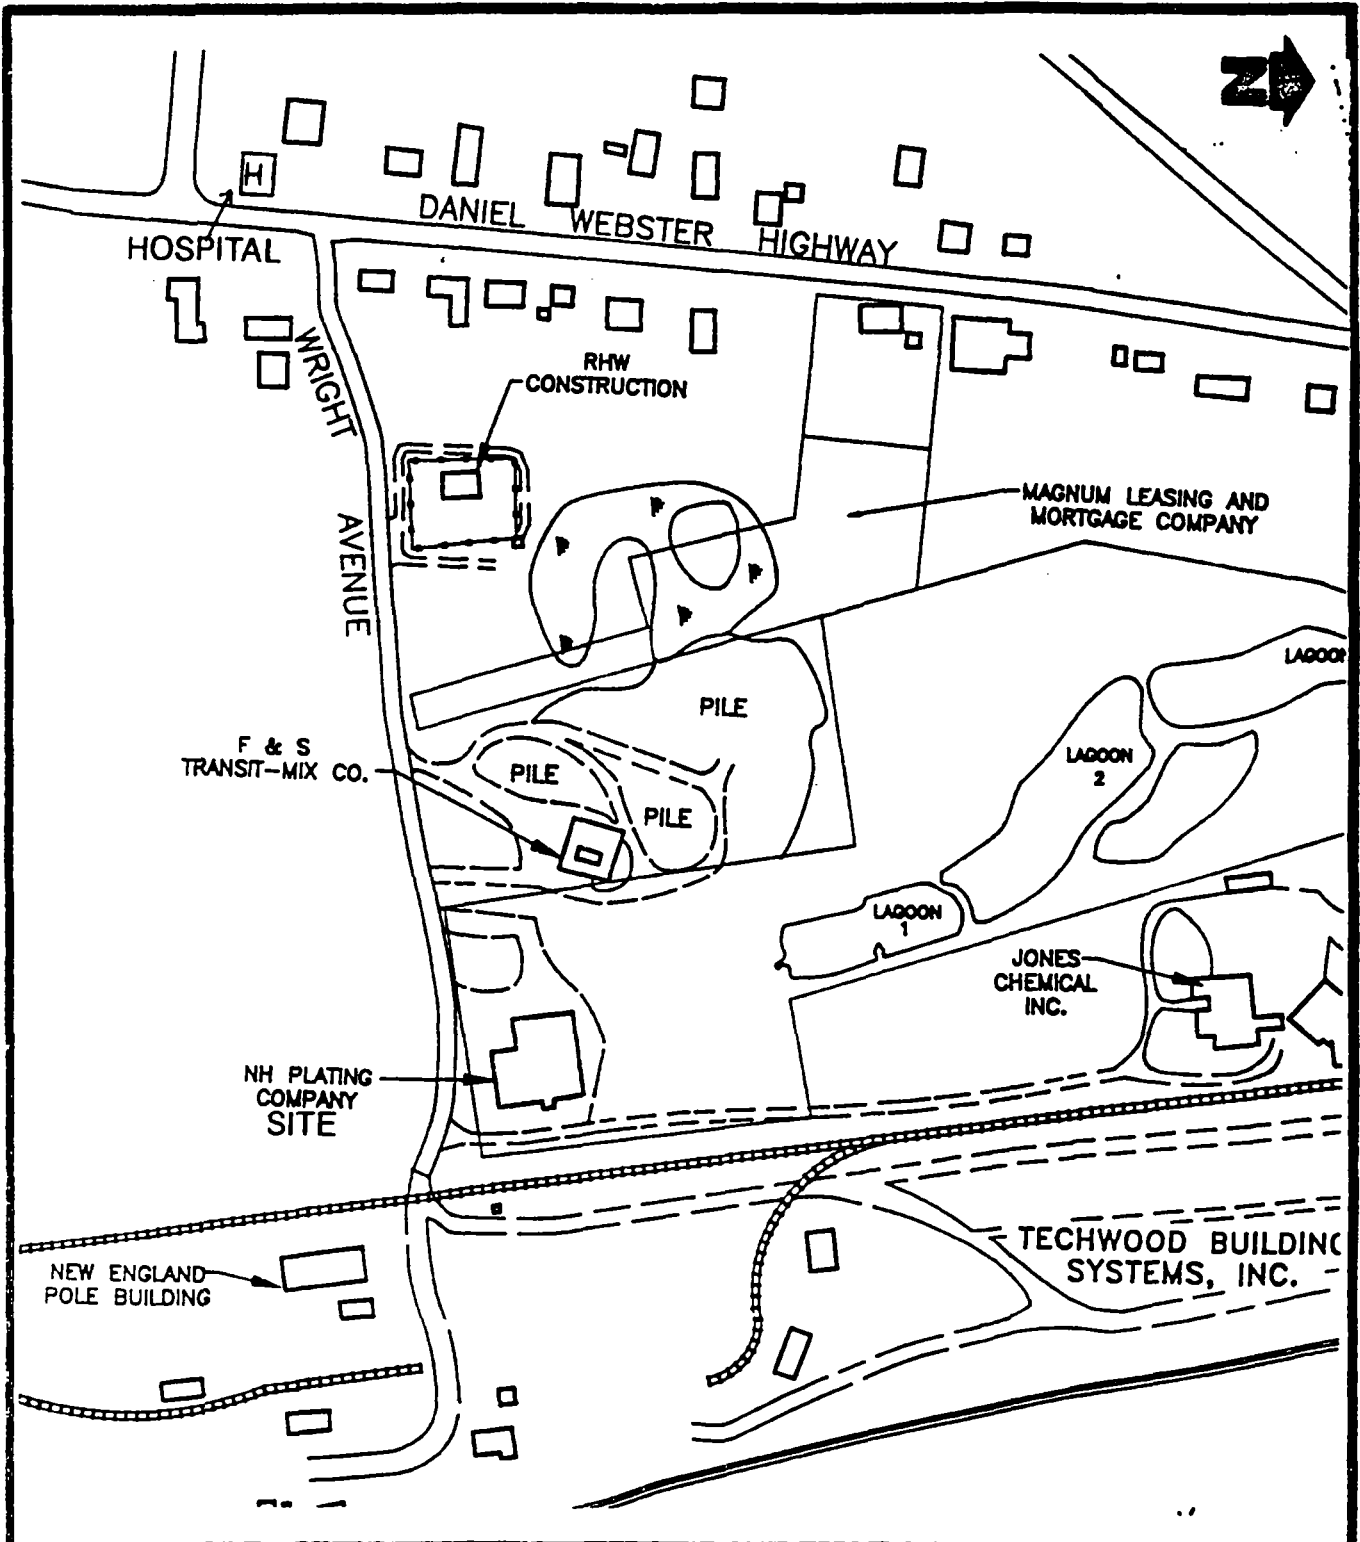 N
H
DANIEL WEBSTER HIGHWAY
HOSPITAL
WRIGHT AVENUE
RHW
CONSTRUCTION
MAGNUM LEASING AND
MORTGAGE COMPANY
LAGOON
PILE
F & S
TRANSIT-MIX CO.
PILE
PILE
LAGOON
2
LAGOON
1
JONES
CHEMICAL
INC.
NH PLATING
COMPANY
SITE
TECHWOOD BUILDING
SYSTEMS, INC.
NEW ENGLAND
POLE BUILDING